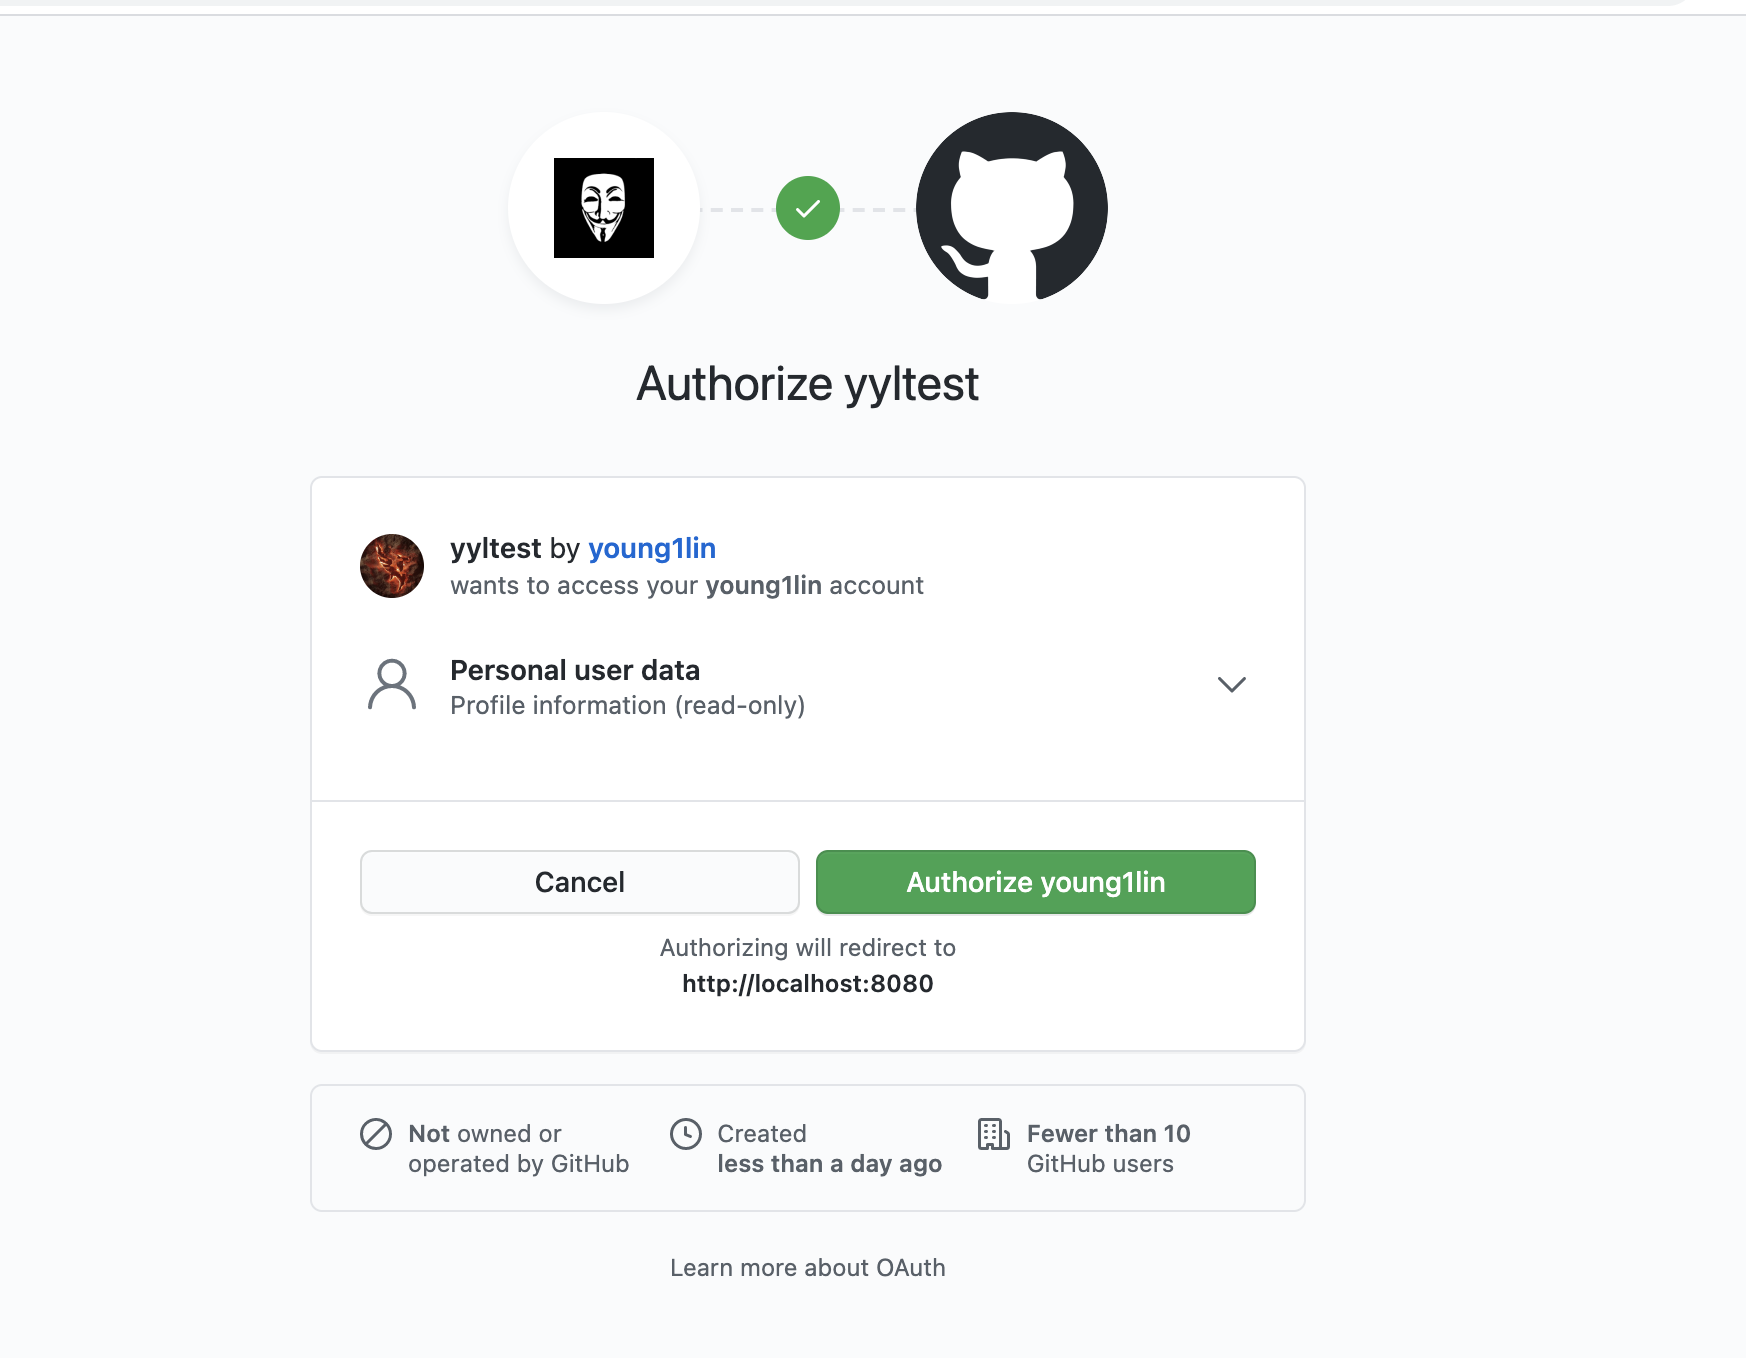 Authorize yyltest
yyltest by young1lin
wants to access your young1lin account
Personal user data
Profile information (read-only)
Cancel
Authorize young1lin
Authorizing will redirect to
http://localhost:8080
Not owned or
operated by GitHub
Created
less than a day ago
Fewer than 10
GitHub users
Learn more about OAuth